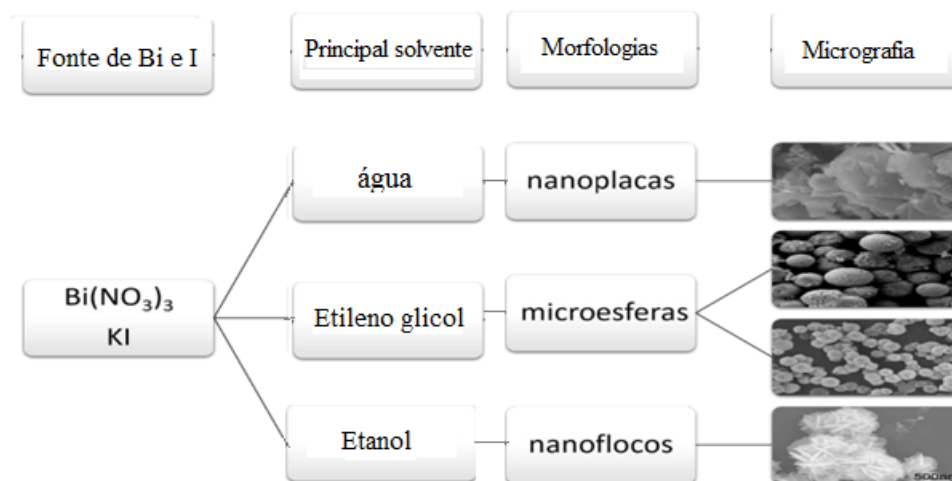 Fonte de Bi e I
Principal solvente
Morfologias
Micrografia
água
nanoplacas
Bi(NO₃)₃
KI
Etileno glicol
microesferas
Etanol
nanoflocos